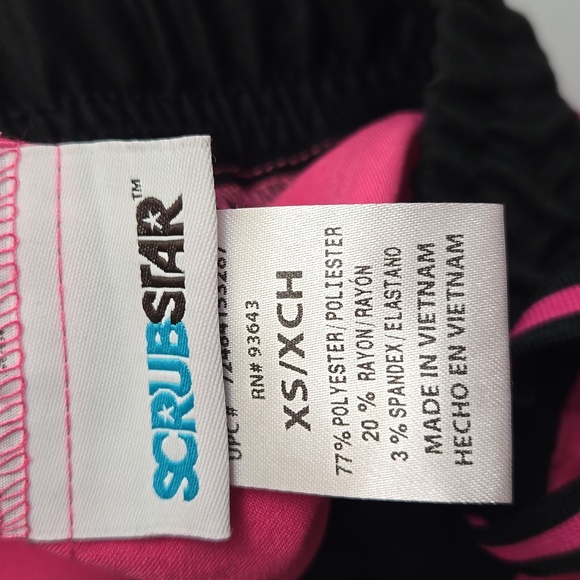 SCRUBSTAR™
UPC#
RN# 93643
XS/XCH
77% POLYESTER/POLIESTER
20 % RAYON/RAYÓN
3 % SPANDEX/ELASTANO
MADE IN VIETNAM
HECHO EN VIETNAM